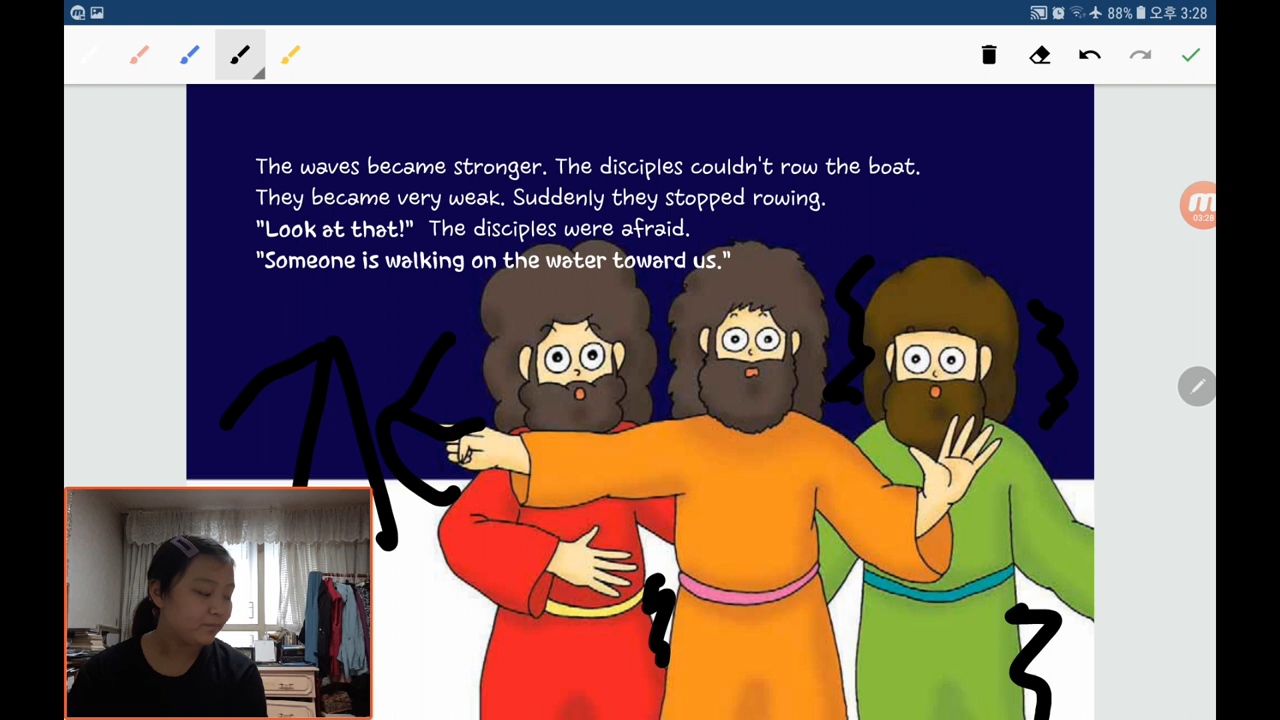 88% 오후 3:28
The waves became stronger. The disciples couldn't row the boat.
They became very weak. Suddenly they stopped rowing.
"Look at that!" The disciples were afraid.
"Someone is walking on the water toward us."
03:28